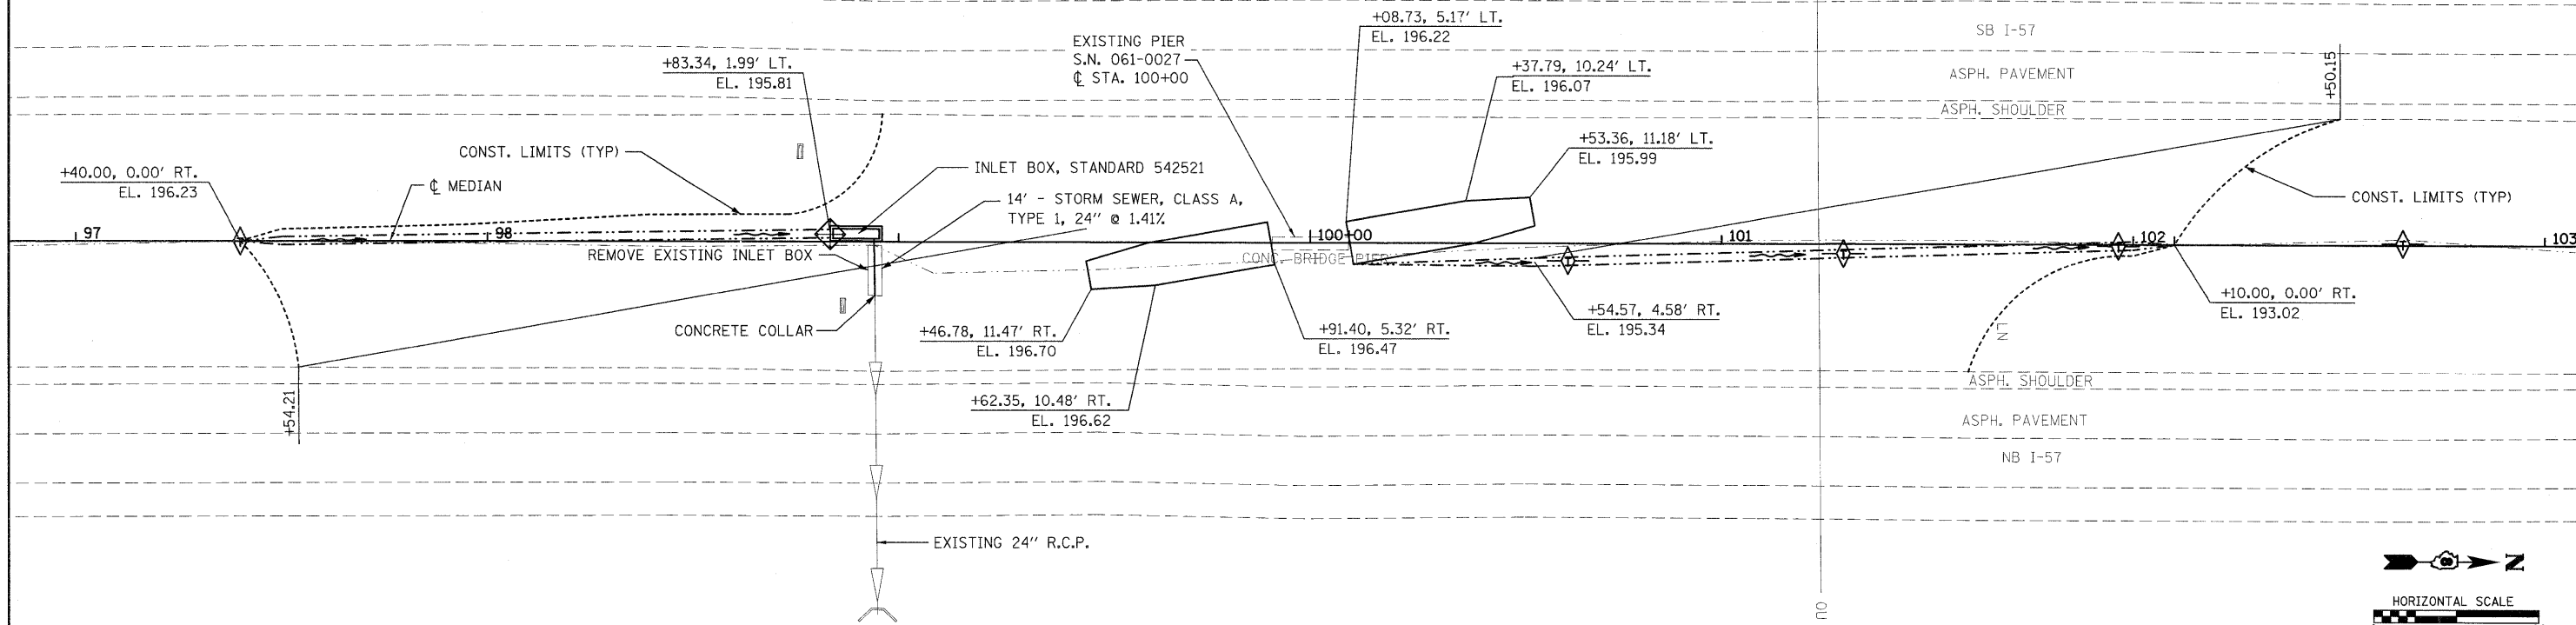 +08.73, 5.17' LT.
EL. 196.22
SB I-57
EXISTING PIER
S.N. 061-0027
℄ STA. 100+00
+83.34, 1.99' LT.
EL. 195.81
+37.79, 10.24' LT.
EL. 196.07
ASPH. PAVEMENT
+50.15
ASPH. SHOULDER
+53.36, 11.18' LT.
EL. 195.99
CONST. LIMITS (TYP)
INLET BOX, STANDARD 542521
+40.00, 0.00' RT.
EL. 196.23
℄ MEDIAN
14' - STORM SEWER, CLASS A,
TYPE 1, 24" @ 1.41%
CONST. LIMITS (TYP)
97
98
100+00
101
102
103
T
T
T
T
T
REMOVE EXISTING INLET BOX
CONC. BRIDGE PIER
+10.00, 0.00' RT.
EL. 193.02
+54.57, 4.58' RT.
EL. 195.34
CONCRETE COLLAR
+46.78, 11.47' RT.
EL. 196.70
+91.40, 5.32' RT.
EL. 196.47
LN
ASPH. SHOULDER
+54.21
+62.35, 10.48' RT.
EL. 196.62
ASPH. PAVEMENT
NB I-57
EXISTING 24" R.C.P.
N
HORIZONTAL SCALE
OU